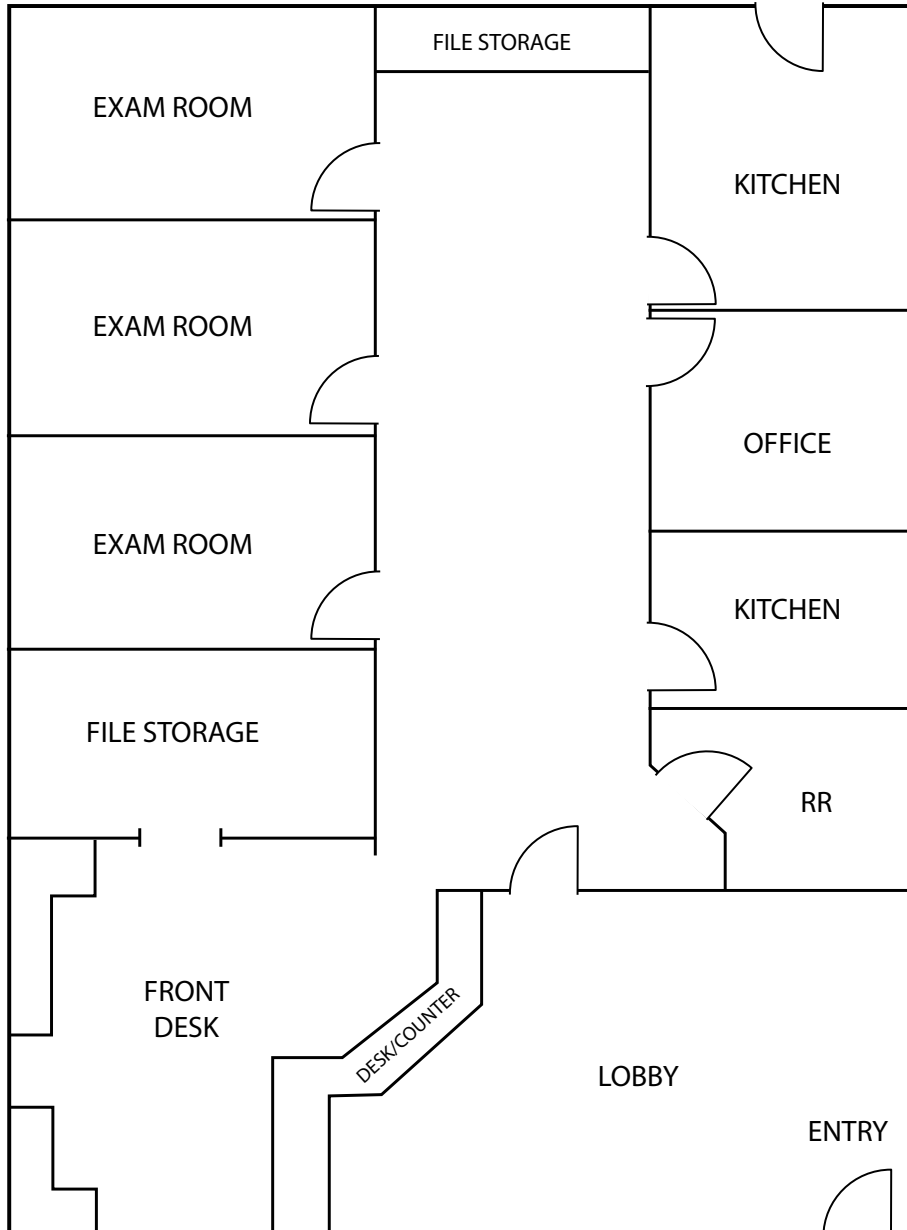 FILE STORAGE
EXAM ROOM
KITCHEN
EXAM ROOM
OFFICE
EXAM ROOM
KITCHEN
FILE STORAGE
RR
FRONT
DESK
DESK/COUNTER
LOBBY
ENTRY